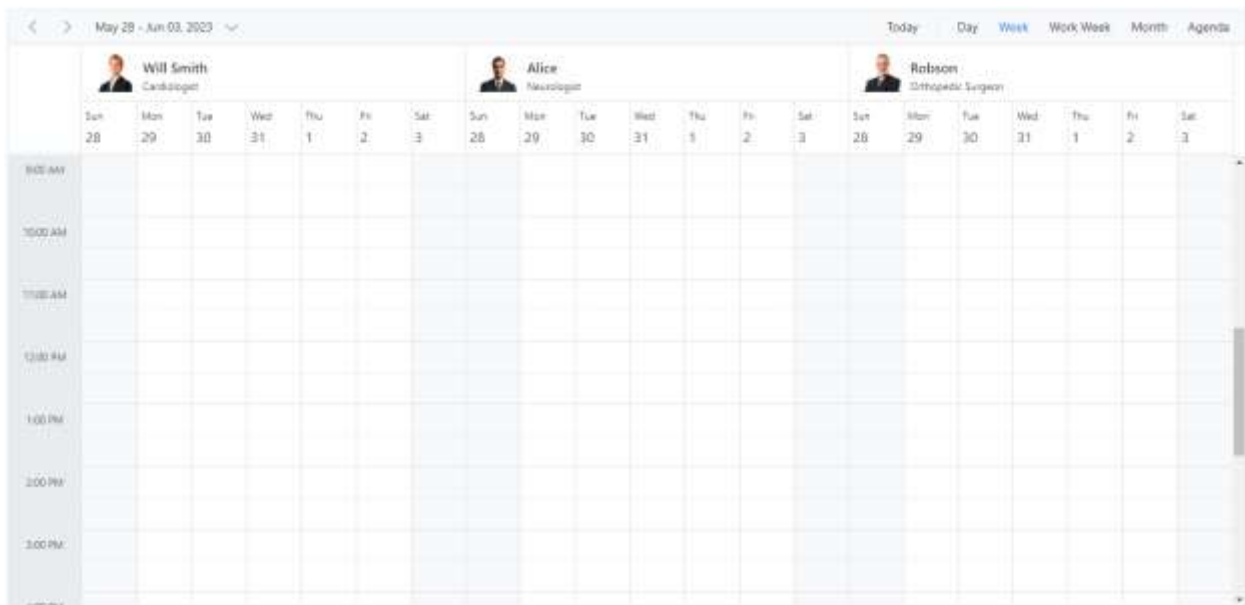 May 28 - Jun 03, 2023 Today Day Week Work Week Month Agenda
Will Smith Alice Robson
Cardiologist Neurologist Orthopedic Surgeon
Sun Mon Tue Wed Thu Fri Sat Sun Mon Tue Wed Thu Fri Sat Sun Mon Tue Wed Thu Fri Sat
28 29 30 31 1 2 3 28 29 30 31 1 2 3 28 29 30 31 1 2 3
9:00 AM
10:00 AM
11:00 AM
12:00 PM
1:00 PM
2:00 PM
3:00 PM